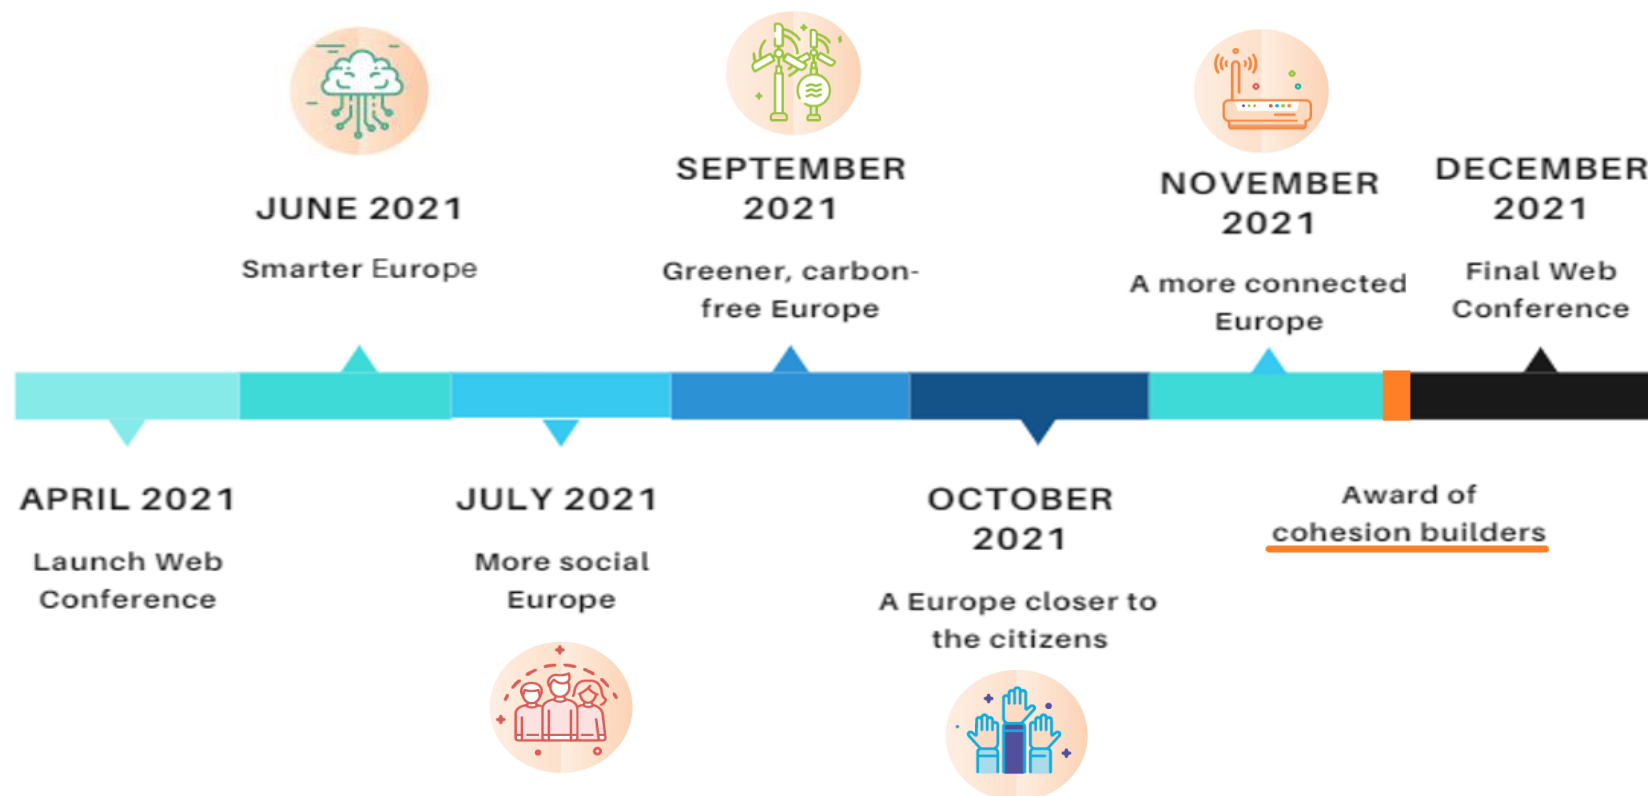 JUNE 2021
Smarter Europe
SEPTEMBER
2021
Greener, carbon-
free Europe
NOVEMBER
2021
A more connected
Europe
DECEMBER
2021
Final Web
Conference
APRIL 2021
Launch Web
Conference
JULY 2021
More social
Europe
OCTOBER
2021
A Europe closer to
the citizens
Award of
cohesion builders